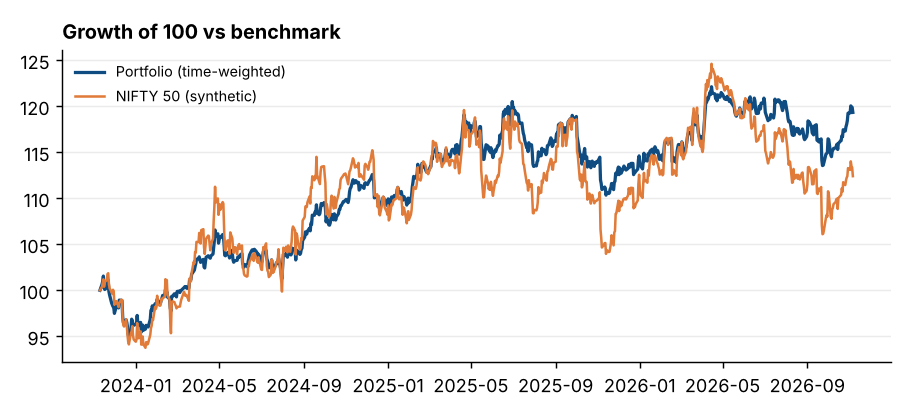 Growth of 100 vs benchmark
Portfolio (time-weighted)
NIFTY 50 (synthetic)
125
120
115
110
105
100
95
2024-01 2024-05 2024-09 2025-01 2025-05 2025-09 2026-01 2026-05 2026-09